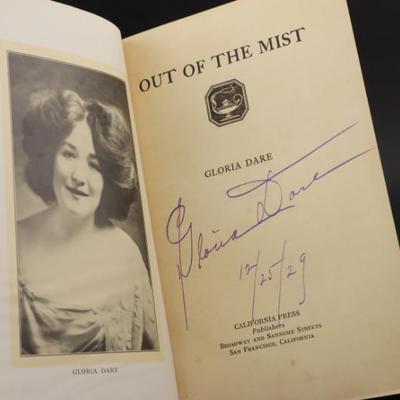 GLORIA DARE
OUT OF THE MIST
GLORIA DARE
Gloria Dare
12/25/29
CALIFORNIA PRESS
Publishers
BROADWAY AND SANSOME STREETS
SAN FRANCISCO, CALIFORNIA